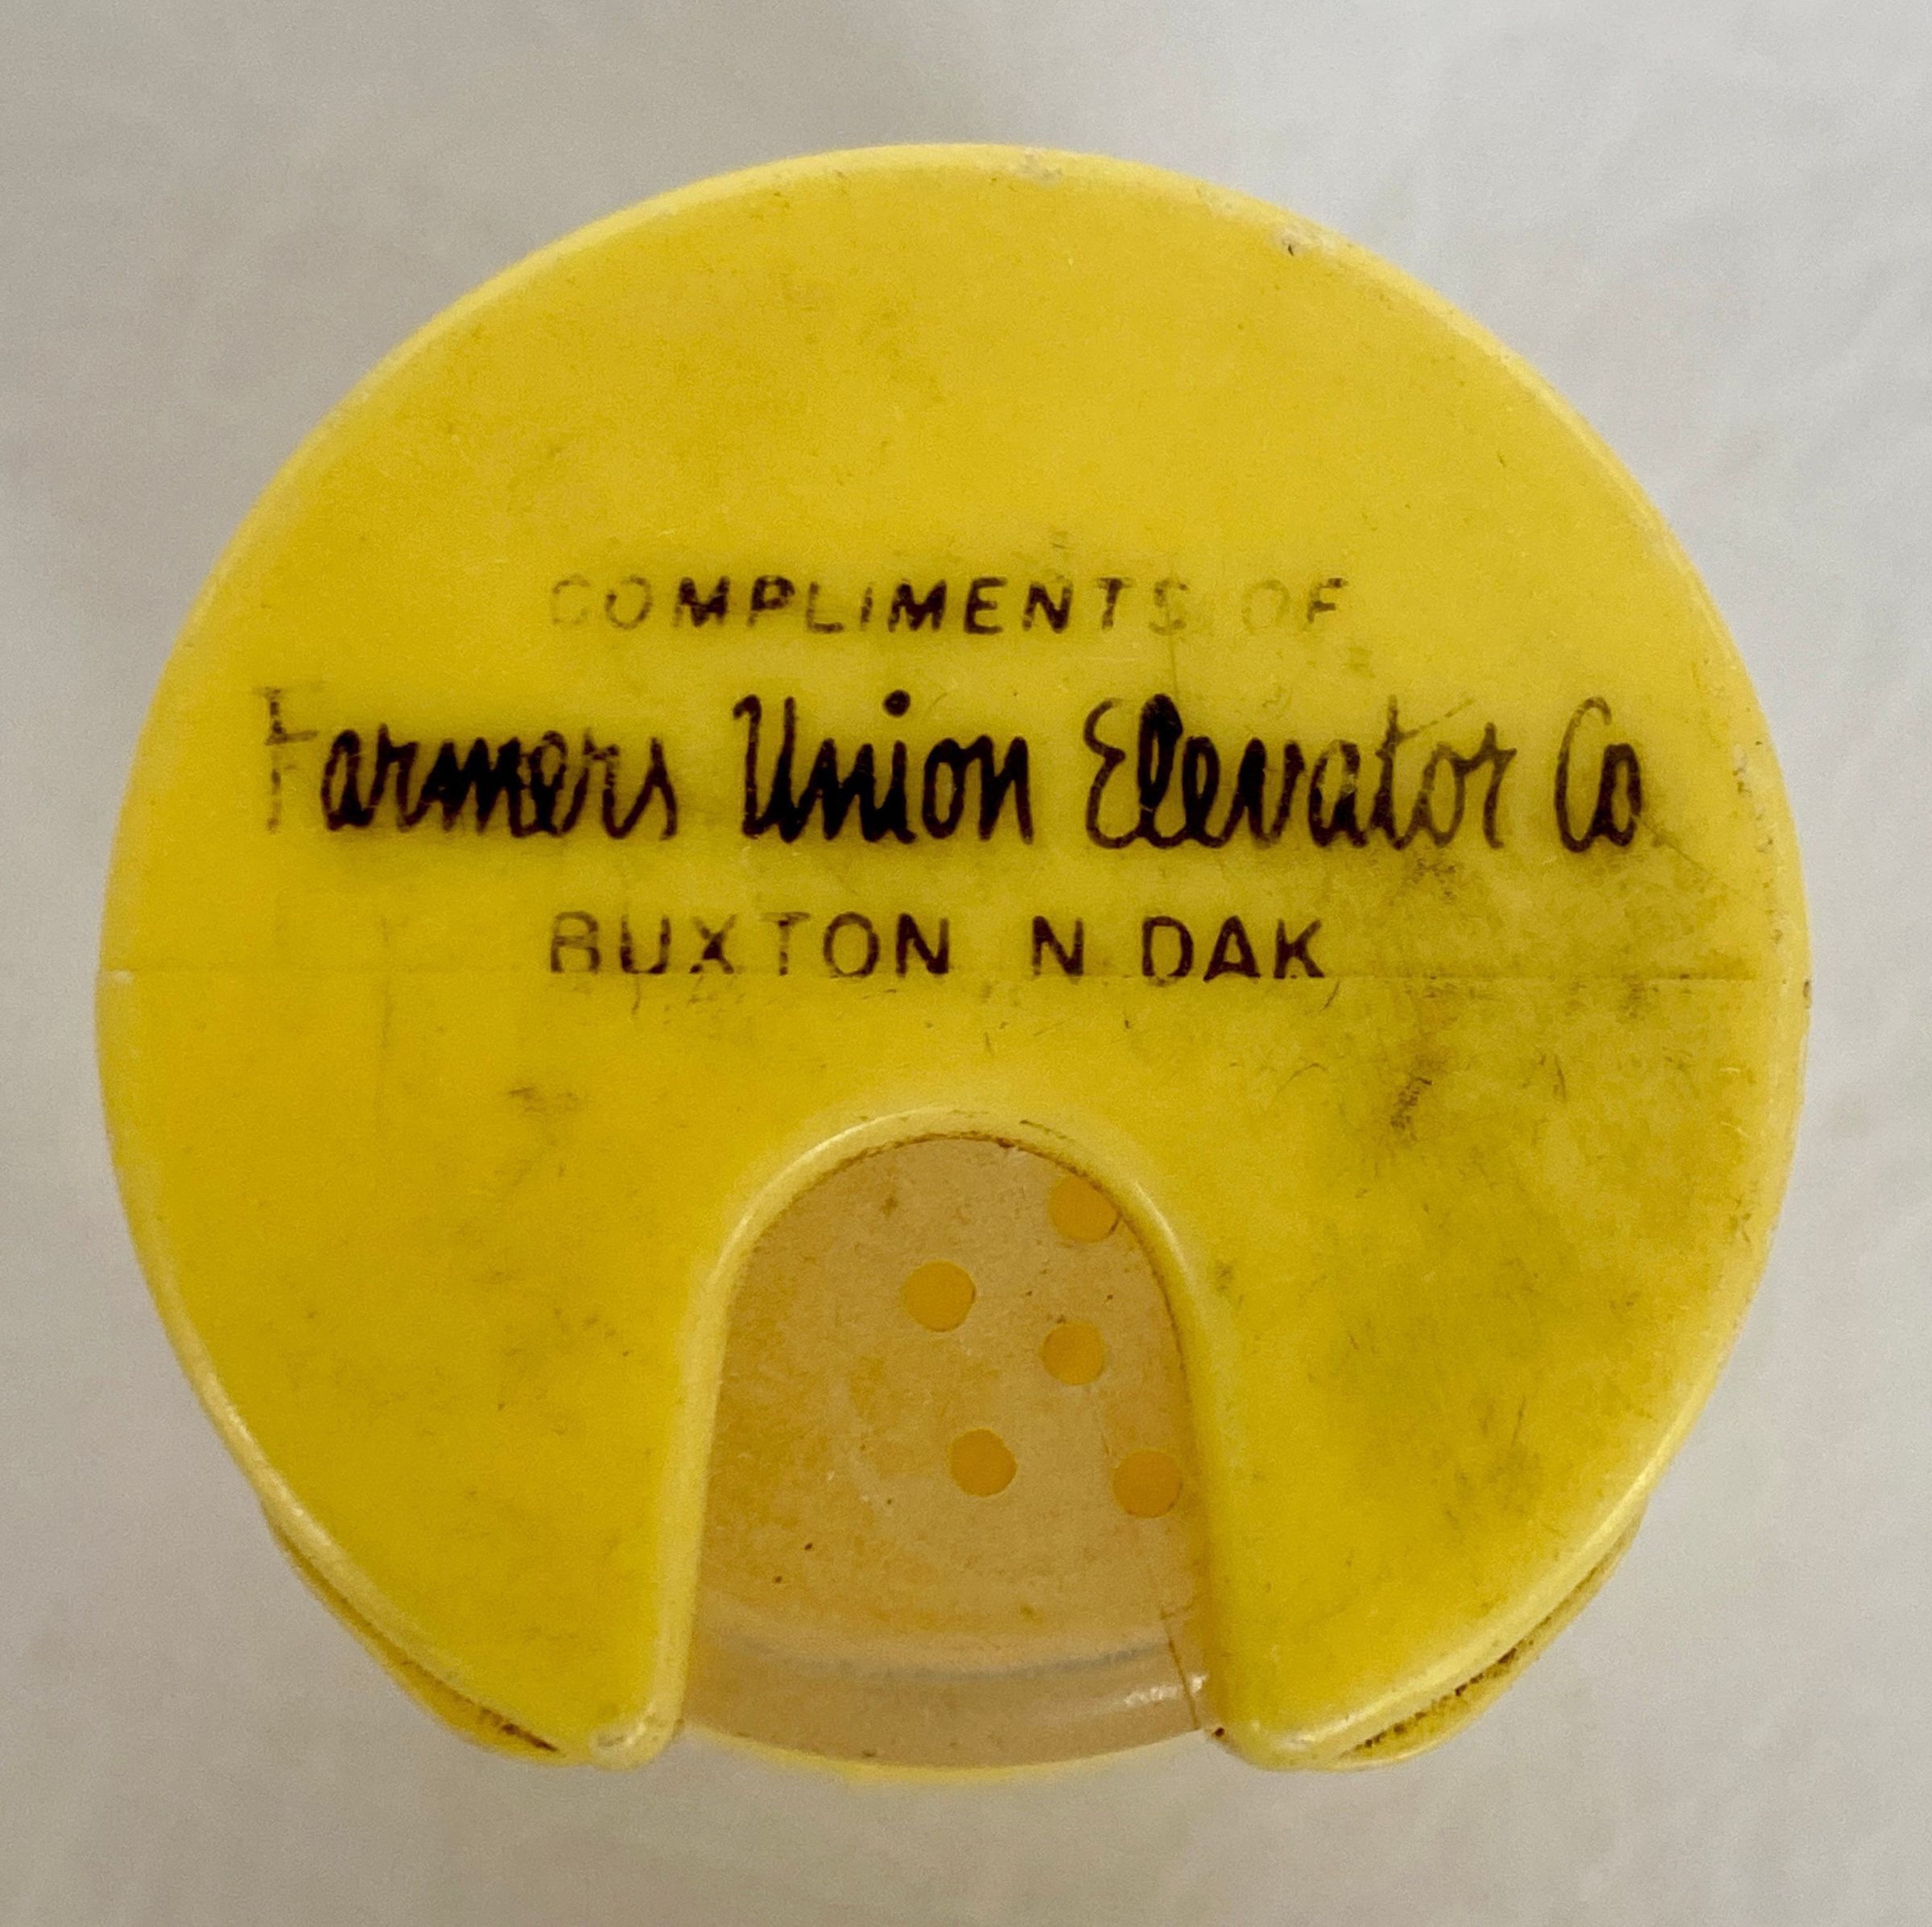 COMPLIMENTS OF
Farmers Union Elevator Co
BUXTON N DAK